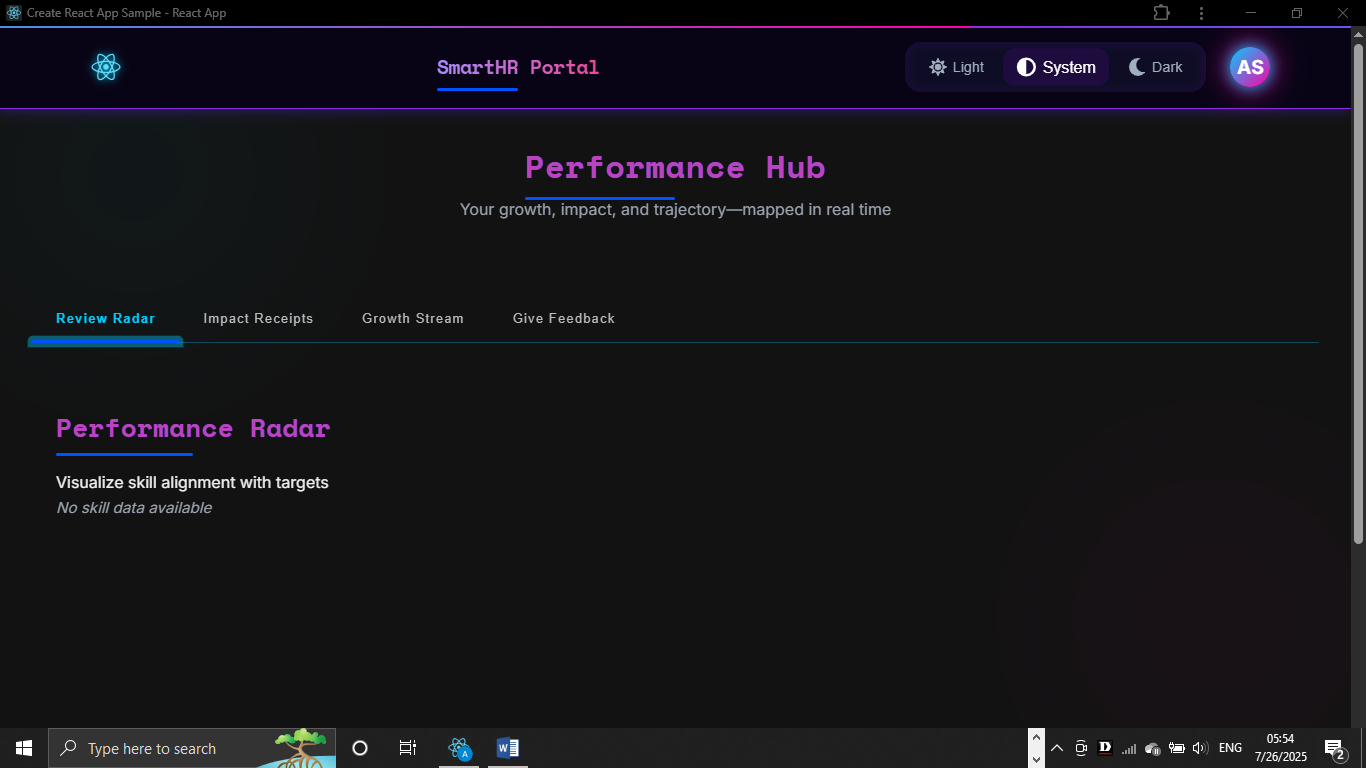 Create React App Sample - React App
SmartHR Portal
Light
System
Dark
AS
Performance Hub
Your growth, impact, and trajectory—mapped in real time
Review Radar
Impact Receipts
Growth Stream
Give Feedback
Performance Radar
Visualize skill alignment with targets
No skill data available
Type here to search
A
W
D
ENG
05:54
7/26/2025
2